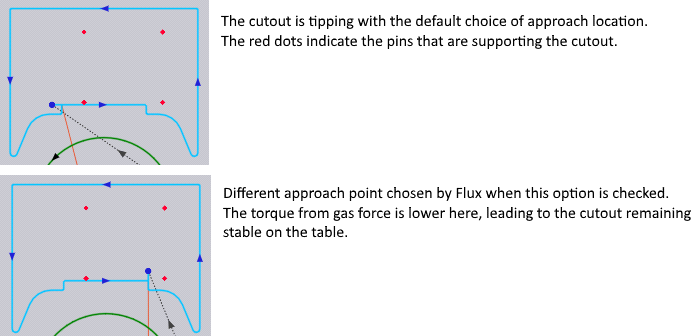 The cutout is tipping with the default choice of approach location.
The red dots indicate the pins that are supporting the cutout.
Different approach point chosen by Flux when this option is checked.
The torque from gas force is lower here, leading to the cutout remaining
stable on the table.